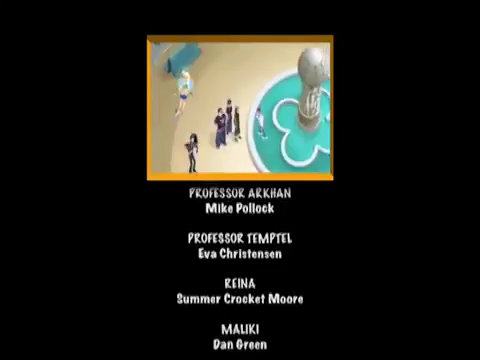 PROFESSOR ARKHAN
Mike Pollock
PROFESSOR TEMPTEL
Eva Christensen
REINA
Summer Crocket Moore
MALIKI
Dan Green